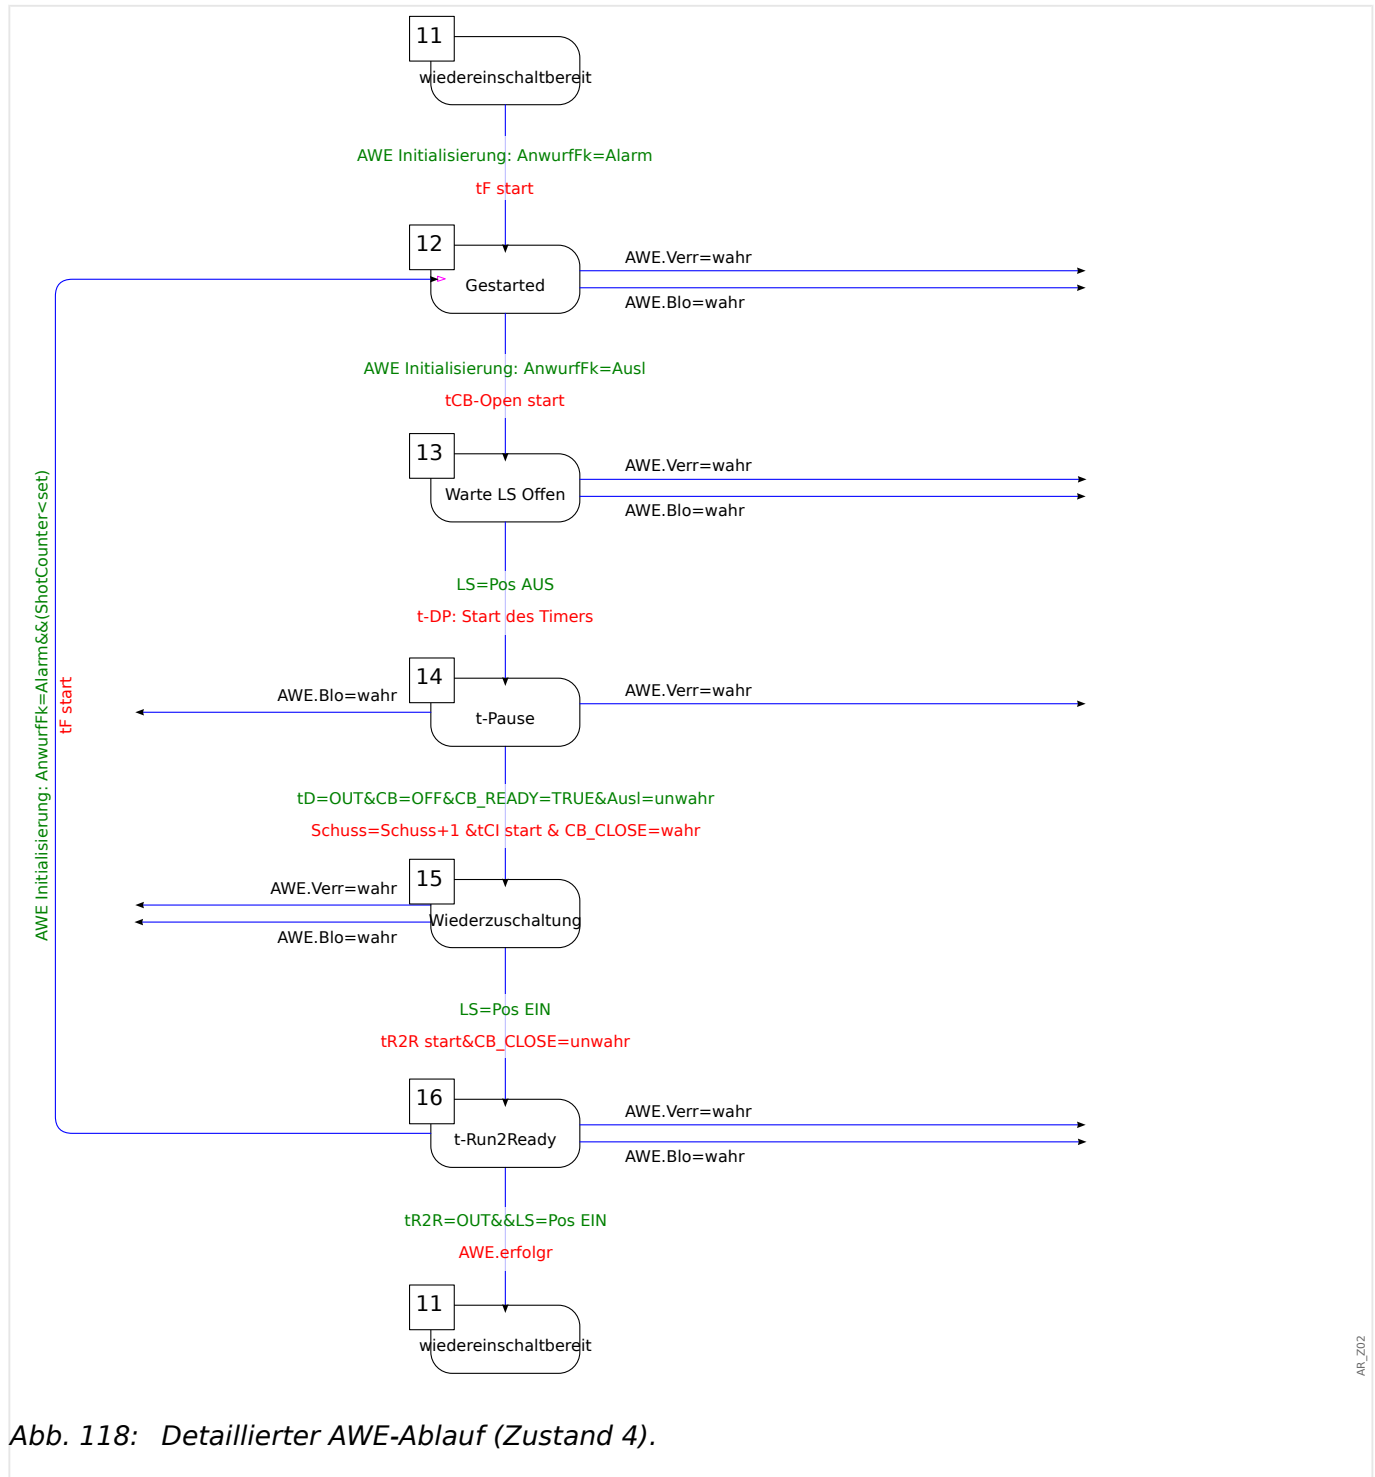 11
wiedereinschaltbereit
AWE Initialisierung: AnwurfFk=Alarm
tF start
12
Gestarted
AWE.Verr=wahr
AWE.Blo=wahr
AWE Initialisierung: AnwurfFk=Ausl
tCB-Open start
13
Warte LS Offen
AWE.Verr=wahr
AWE.Blo=wahr
LS=Pos AUS
t-DP: Start des Timers
14
t-Pause
AWE.Blo=wahr
AWE.Verr=wahr
AWE Initialisierung: AnwurfFk=Alarm&&(ShotCounter<set)
tF start
tD=OUT&CB=OFF&CB_READY=TRUE&Ausl=unwahr
Schuss=Schuss+1 &tCI start & CB_CLOSE=wahr
15
Wiederzuschaltung
AWE.Verr=wahr
AWE.Blo=wahr
LS=Pos EIN
tR2R start&CB_CLOSE=unwahr
16
t-Run2Ready
AWE.Verr=wahr
AWE.Blo=wahr
tR2R=OUT&&LS=Pos EIN
AWE.erfolgr
11
wiedereinschaltbereit
AR_Z02
Abb. 118: Detaillierter AWE-Ablauf (Zustand 4).